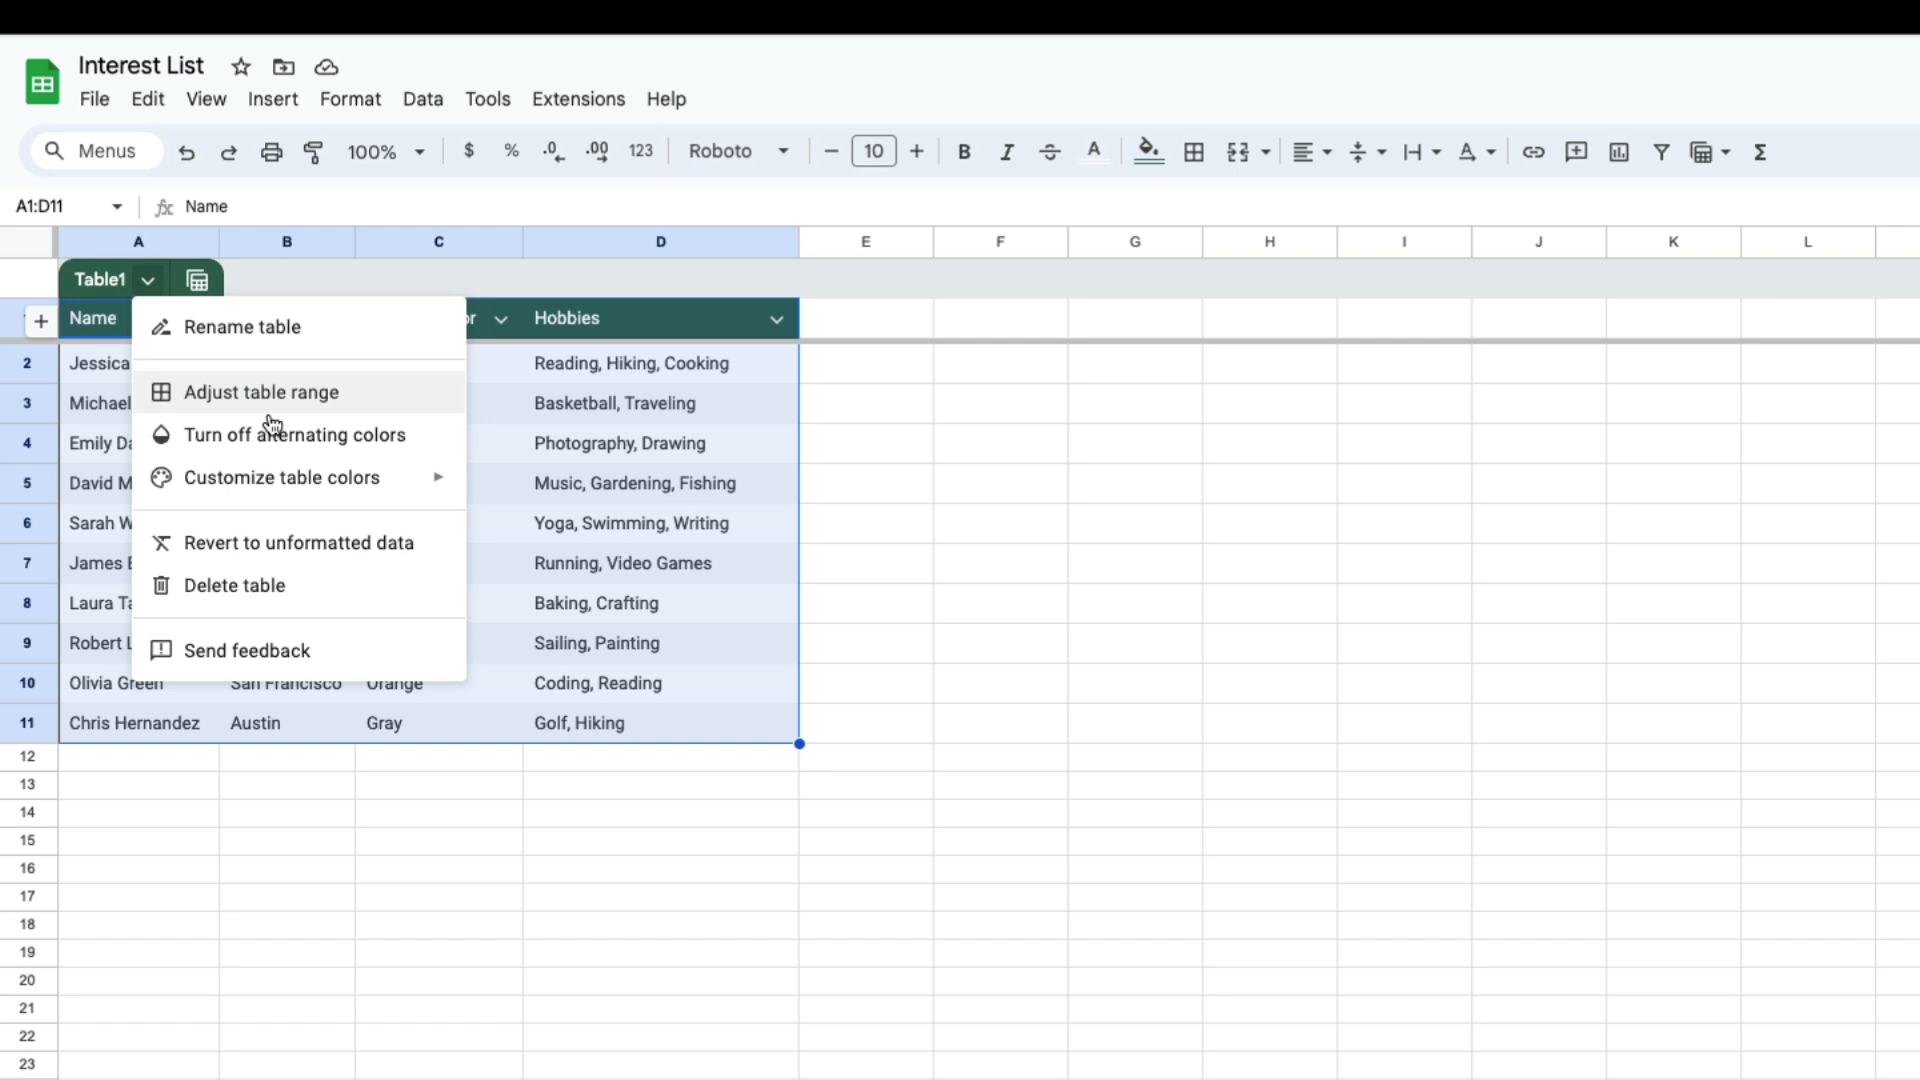 Interest List
File Edit View Insert Format Data Tools Extensions Help
Menus 100% $ % .0 .00 123 Roboto 10 B I S A A Σ
A1:D11 fx Name
A B C D E F G H I J K L
Table1
Name or Hobbies
Rename table
2 Jessica Reading, Hiking, Cooking
Adjust table range
3 Michael Basketball, Traveling
Turn off alternating colors
4 Emily Da Photography, Drawing
Customize table colors
5 David M Music, Gardening, Fishing
6 Sarah W Yoga, Swimming, Writing
Revert to unformatted data
7 James Running, Video Games
Delete table
8 Laura Ta Baking, Crafting
9 Robert L Sailing, Painting
Send feedback
10 Olivia Green San Francisco Orange Coding, Reading
11 Chris Hernandez Austin Gray Golf, Hiking
12
13
14
15
16
17
18
19
20
21
22
23